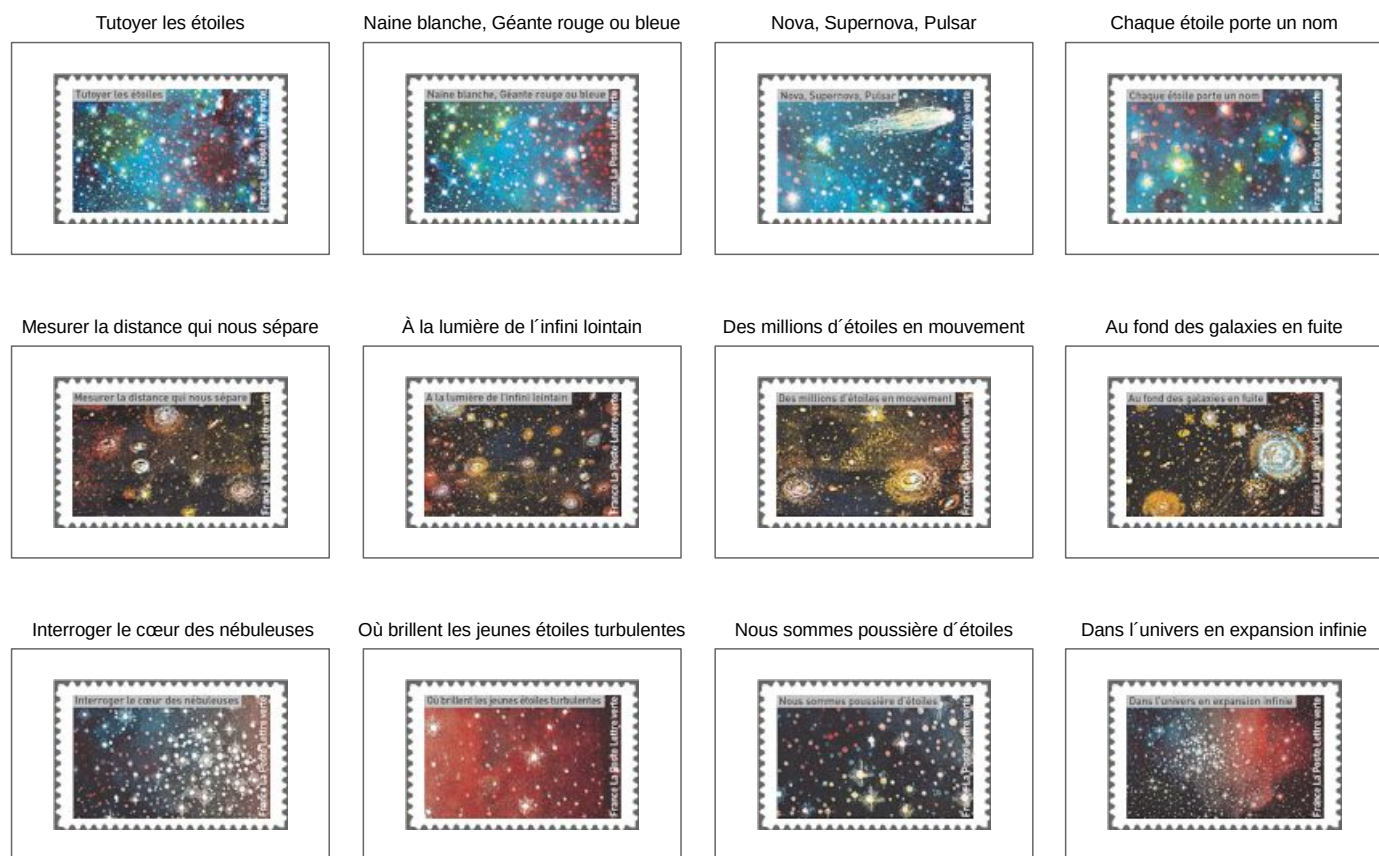 Tutoyer les étoiles
Naine blanche, Géante rouge ou bleue
Nova, Supernova, Pulsar
Chaque étoile porte un nom
Tutoyer les étoiles
France La Poste Lettre verte
Naine blanche, Géante rouge ou bleue
France La Poste Lettre verte
Nova, Supernova, Pulsar
France La Poste Lettre verte
Chaque étoile porte un nom
France La Poste Lettre verte
Mesurer la distance qui nous sépare
À la lumière de l´infini lointain
Des millions d´étoiles en mouvement
Au fond des galaxies en fuite
Mesurer la distance qui nous sépare
France La Poste Lettre verte
A la lumière de l'infini lointain
France La Poste Lettre verte
Des millions d'étoiles en mouvement
France La Poste Lettre verte
Au fond des galaxies en fuite
France La Poste Lettre verte
Interroger le cœur des nébuleuses
Où brillent les jeunes étoiles turbulentes
Nous sommes poussière d´étoiles
Dans l´univers en expansion infinie
Interroger le cœur des nébuleuses
France La Poste Lettre verte
Où brillent les jeunes étoiles turbulentes
France La Poste Lettre verte
Nous sommes poussière d'étoiles
France La Poste Lettre verte
Dans l'univers en expansion infinie
France La Poste Lettre verte